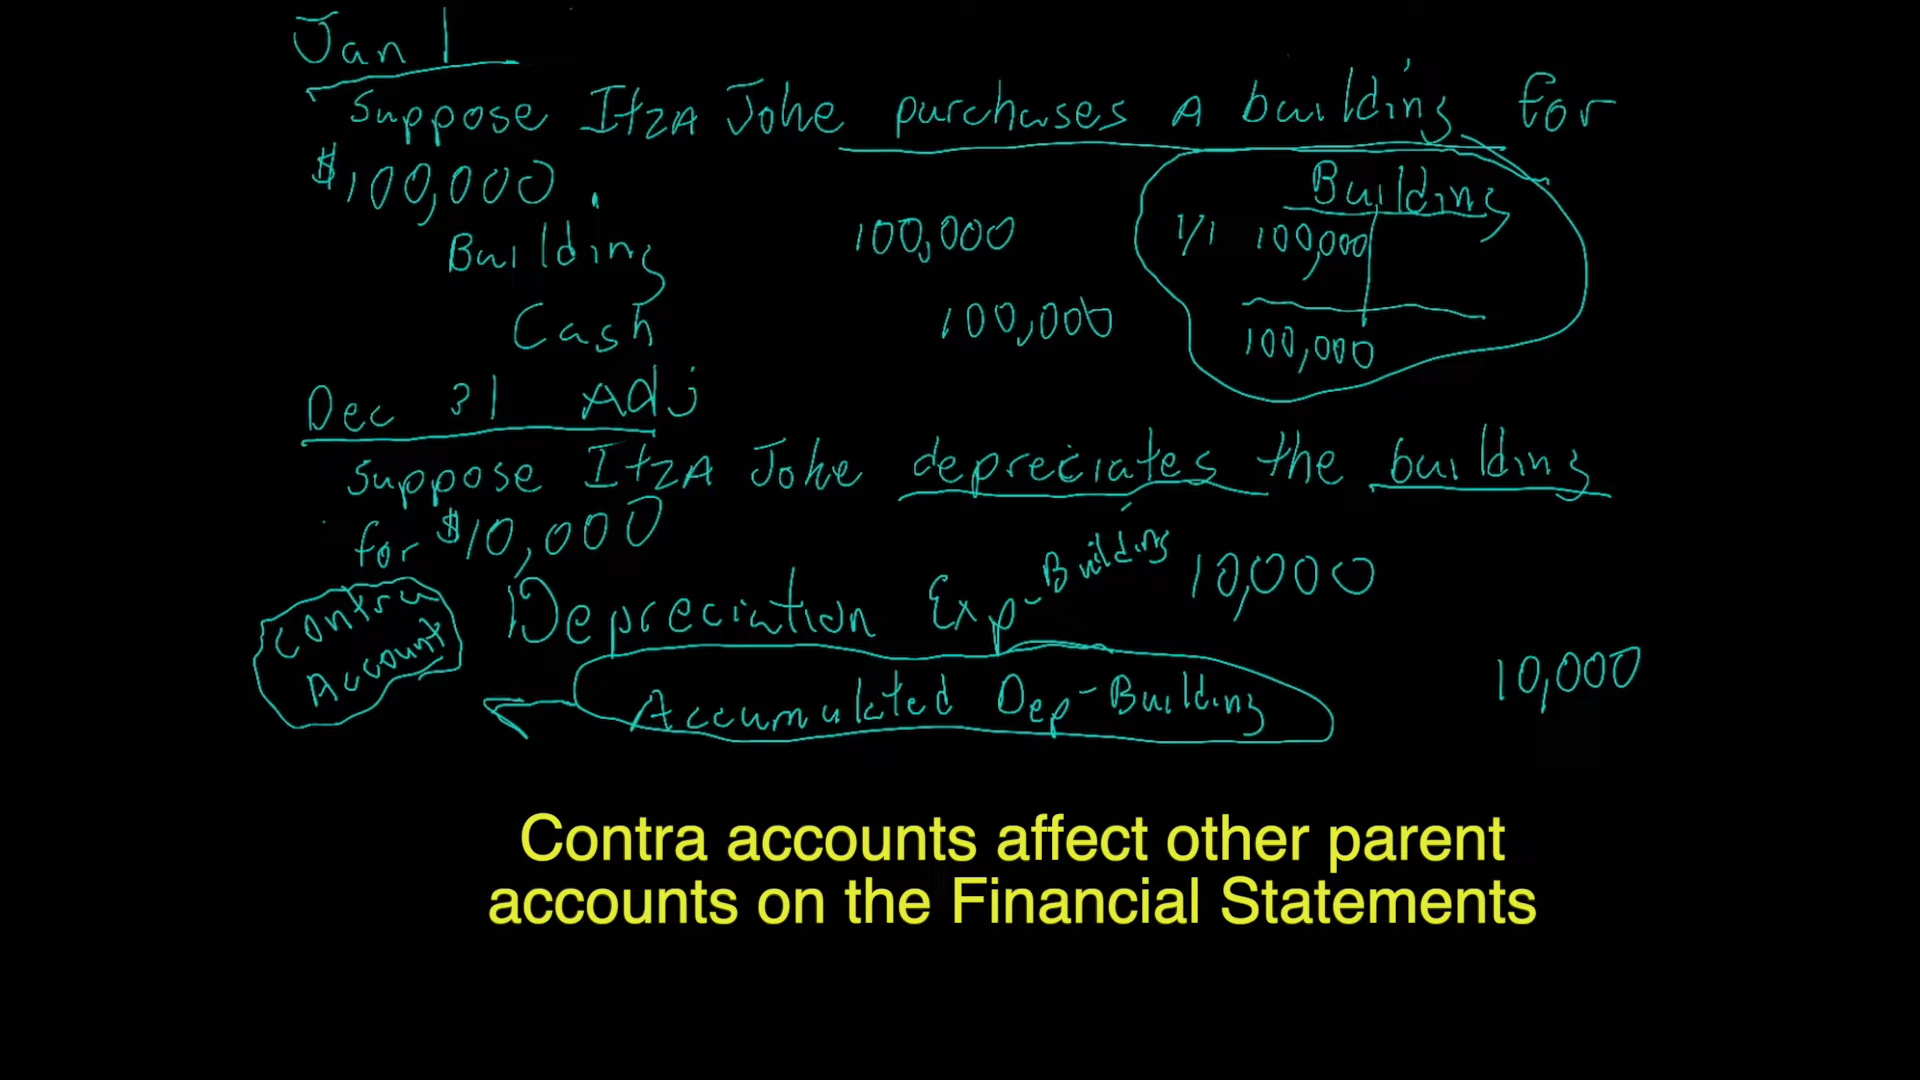 Jan 1
Suppose ItzA Joke purchases A building for
$100,000.
Building 100,000
Cash 100,000
Building
1/1 100,000
100,000
Dec 31 Adj
Suppose ItzA Joke depreciates the building
for $10,000
Depreciation Exp-Building 10,000
Accumulated Dep-Building 10,000
Contra
Account
Contra accounts affect other parent
accounts on the Financial Statements